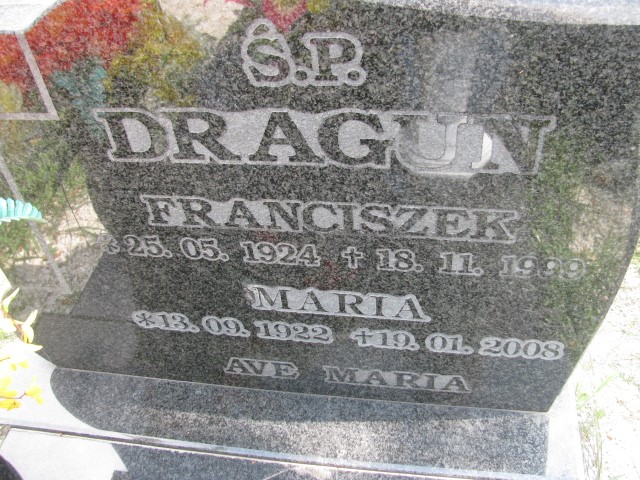 Ś.P.
DRAGUN
FRANCISZEK
* 25. 05. 1924 ✝ 18. 11. 1999
MARIA
*13. 09. 1922 ✝19. 01. 2008
AVE MARIA